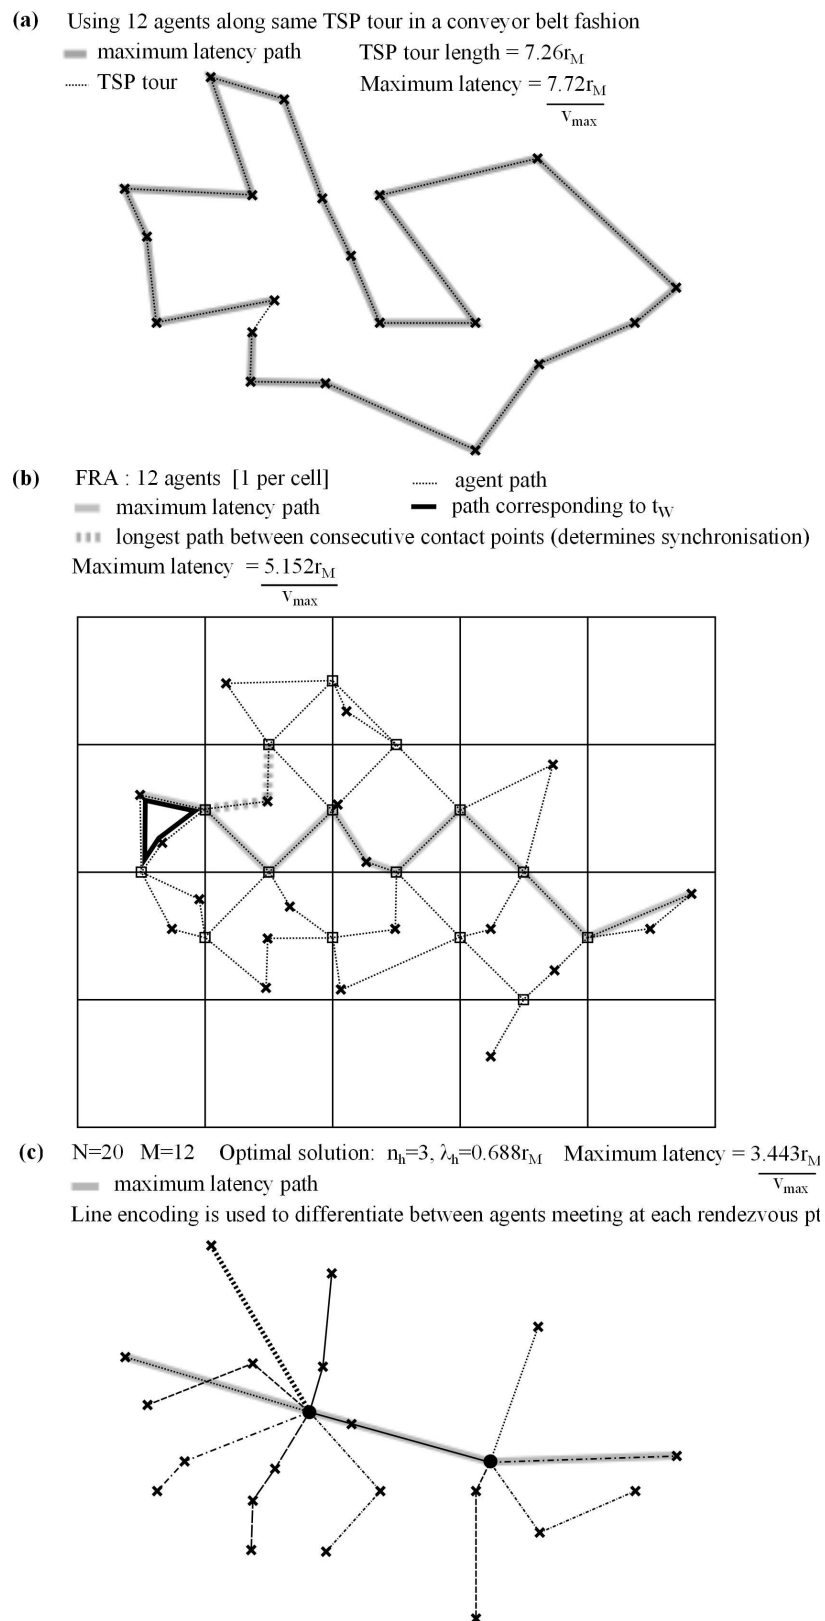 (a) Using 12 agents along same TSP tour in a conveyor belt fashion
maximum latency path TSP tour length = 7.26r_M
TSP tour Maximum latency = 7.72r_M
v_max
(b) FRA : 12 agents [1 per cell] agent path
maximum latency path path corresponding to t_W
longest path between consecutive contact points (determines synchronisation)
Maximum latency = 5.152r_M
v_max
(c) N=20 M=12 Optimal solution: n_h=3, λ_h=0.688r_M Maximum latency = 3.443r_M
v_max
maximum latency path
Line encoding is used to differentiate between agents meeting at each rendezvous pt